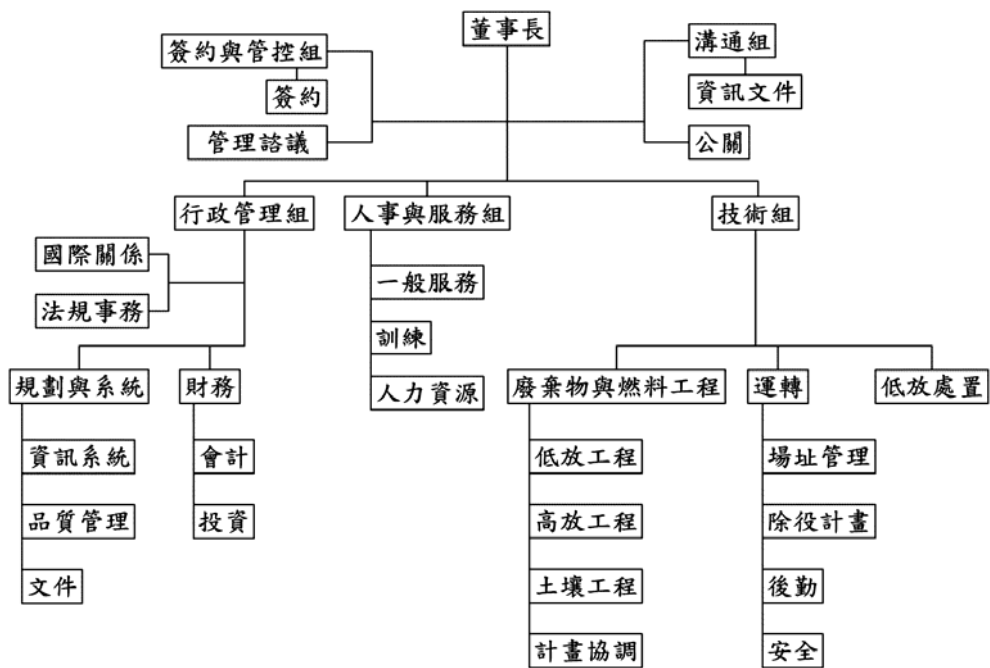 董事長
簽約與管控組
簽約
管理諮議
溝通組
資訊文件
公關
行政管理組
人事與服務組
技術組
國際關係
法規事務
一般服務
訓練
人力資源
規劃與系統
財務
廢棄物與燃料工程
運轉
低放處置
資訊系統
會計
低放工程
場址管理
品質管理
投資
高放工程
除役計畫
文件
土壤工程
後勤
計畫協調
安全